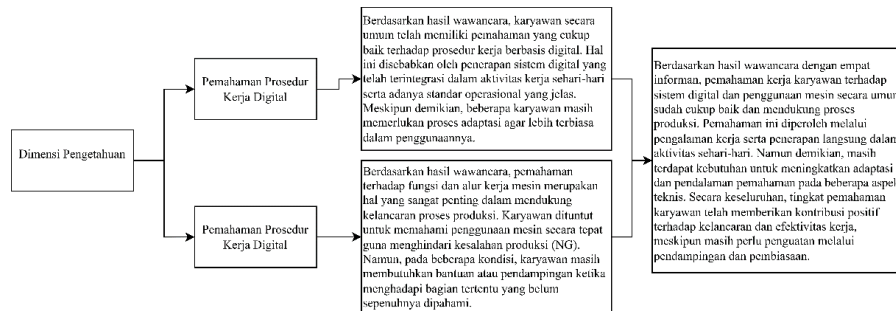 Dimensi Pengetahuan
Pemahaman Prosedur
Kerja Digital
Berdasarkan hasil wawancara, karyawan secara
umum telah memiliki pemahaman yang cukup
baik terhadap prosedur kerja berbasis digital. Hal
ini disebabkan oleh penerapan sistem digital yang
telah terintegrasi dalam aktivitas kerja sehari-hari
serta adanya standar operasional yang jelas.
Meskipun demikian, beberapa karyawan masih
memerlukan proses adaptasi agar lebih terbiasa
dalam penggunaannya.
Pemahaman Prosedur
Kerja Digital
Berdasarkan hasil wawancara, pemahaman
terhadap fungsi dan alur kerja mesin merupakan
hal yang sangat penting dalam mendukung
kelancaran proses produksi. Karyawan dituntut
untuk memahami penggunaan mesin secara tepat
guna menghindari kesalahan produksi (NG).
Namun, pada beberapa kondisi, karyawan masih
membutuhkan bantuan atau pendampingan ketika
menghadapi bagian tertentu yang belum
sepenuhnya dipahami.
Berdasarkan hasil wawancara dengan empat
informan, pemahaman kerja karyawan terhadap
sistem digital dan penggunaan mesin secara umum
sudah cukup baik dan mendukung proses
produksi. Pemahaman ini diperoleh melalui
pengalaman kerja serta penerapan langsung dalam
aktivitas sehari-hari. Namun demikian, masih
terdapat kebutuhan untuk meningkatkan adaptasi
dan pendalaman pemahaman pada beberapa aspek
teknis. Secara keseluruhan, tingkat pemahaman
karyawan telah memberikan kontribusi positif
terhadap kelancaran dan efektivitas kerja,
meskipun masih perlu penguatan melalui
pendampingan dan pembiasaan.